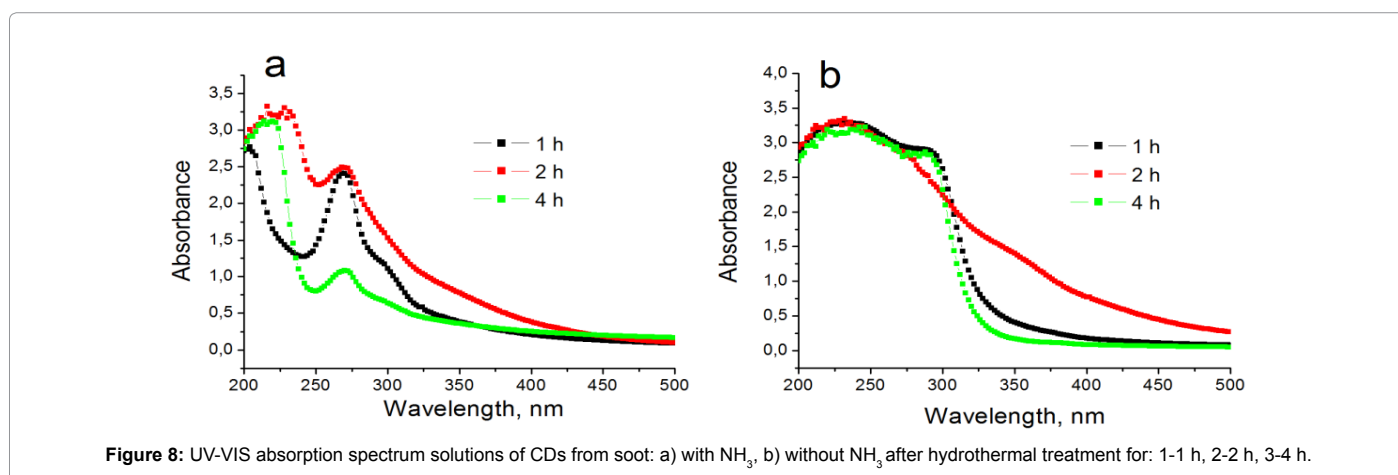 a
3,5
3,0
2,5
2,0
1,5
1,0
0,5
0,0
Absorbance
1 h
2 h
4 h
200 250 300 350 400 450 500
Wavelength, nm
b
4,0
3,5
3,0
2,5
2,0
1,5
1,0
0,5
0,0
Absorbance
1 h
2 h
4 h
200 250 300 350 400 450 500
Wavelength, nm
Figure 8: UV-VIS absorption spectrum solutions of CDs from soot: a) with NH₃, b) without NH₃ after hydrothermal treatment for: 1-1 h, 2-2 h, 3-4 h.